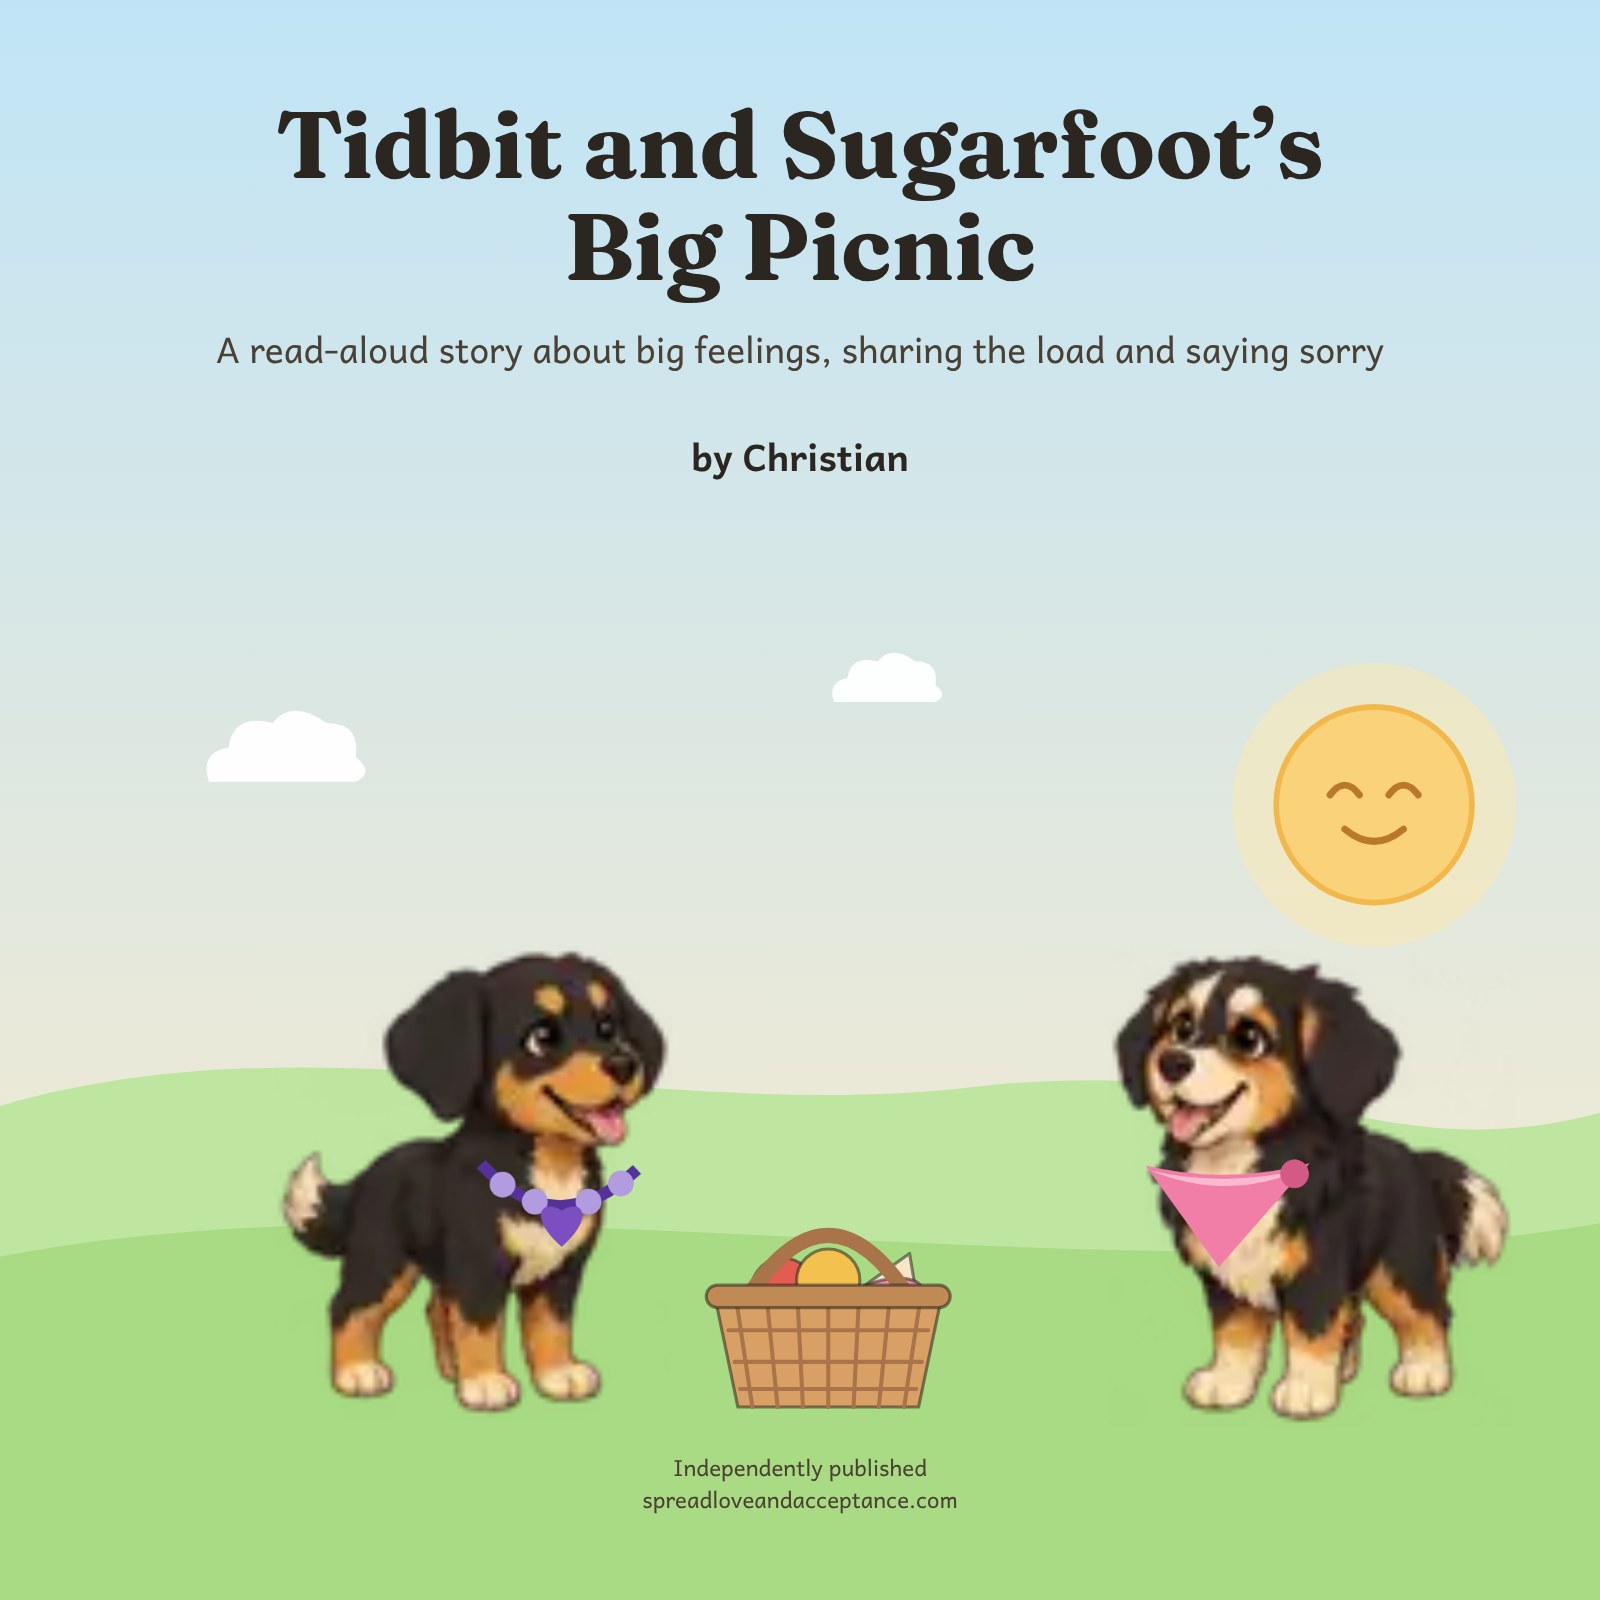 Tidbit and Sugarfoot’s
Big Picnic
A read-aloud story about big feelings, sharing the load and saying sorry
by Christian
Independently published
spreadloveandacceptance.com